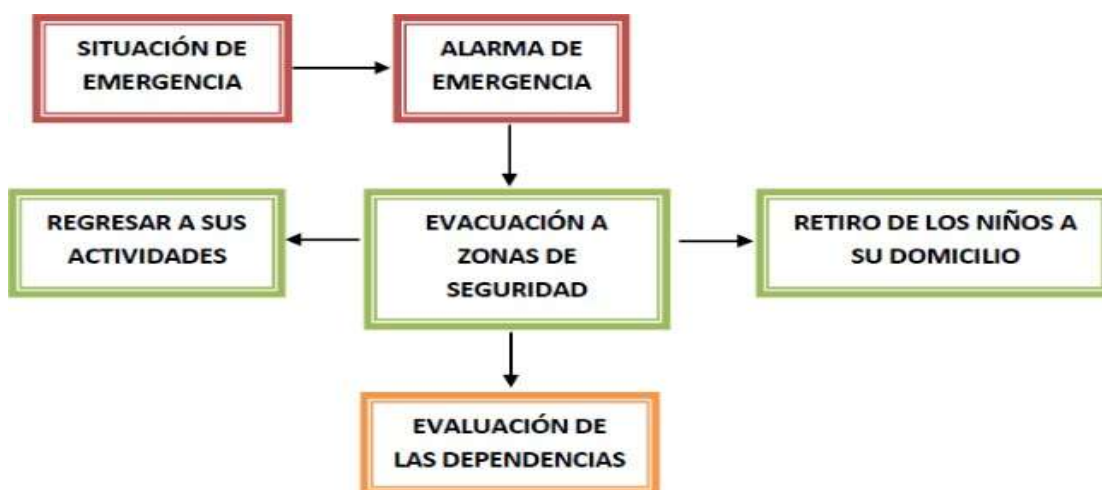 SITUACIÓN DE
EMERGENCIA
ALARMA DE
EMERGENCIA
REGRESAR A SUS
ACTIVIDADES
EVACUACIÓN A
ZONAS DE
SEGURIDAD
RETIRO DE LOS NIÑOS A
SU DOMICILIO
EVALUACIÓN DE
LAS DEPENDENCIAS